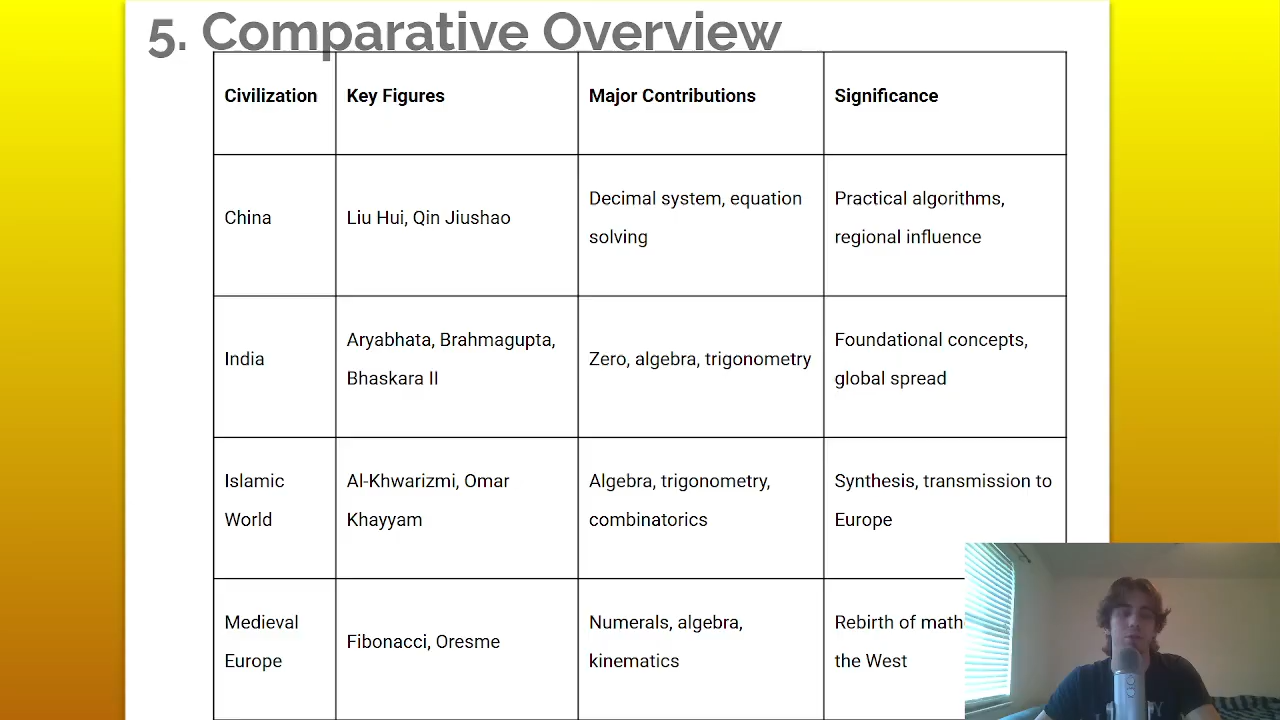 5. Comparative Overview
Civilization
Key Figures
Major Contributions
Significance
China
Liu Hui, Qin Jiushao
Decimal system, equation
solving
Practical algorithms,
regional influence
India
Aryabhata, Brahmagupta,
Bhaskara II
Zero, algebra, trigonometry
Foundational concepts,
global spread
Islamic
World
Al-Khwarizmi, Omar
Khayyam
Algebra, trigonometry,
combinatorics
Synthesis, transmission to
Europe
Medieval
Europe
Fibonacci, Oresme
Numerals, algebra,
kinematics
Rebirth of math
the West